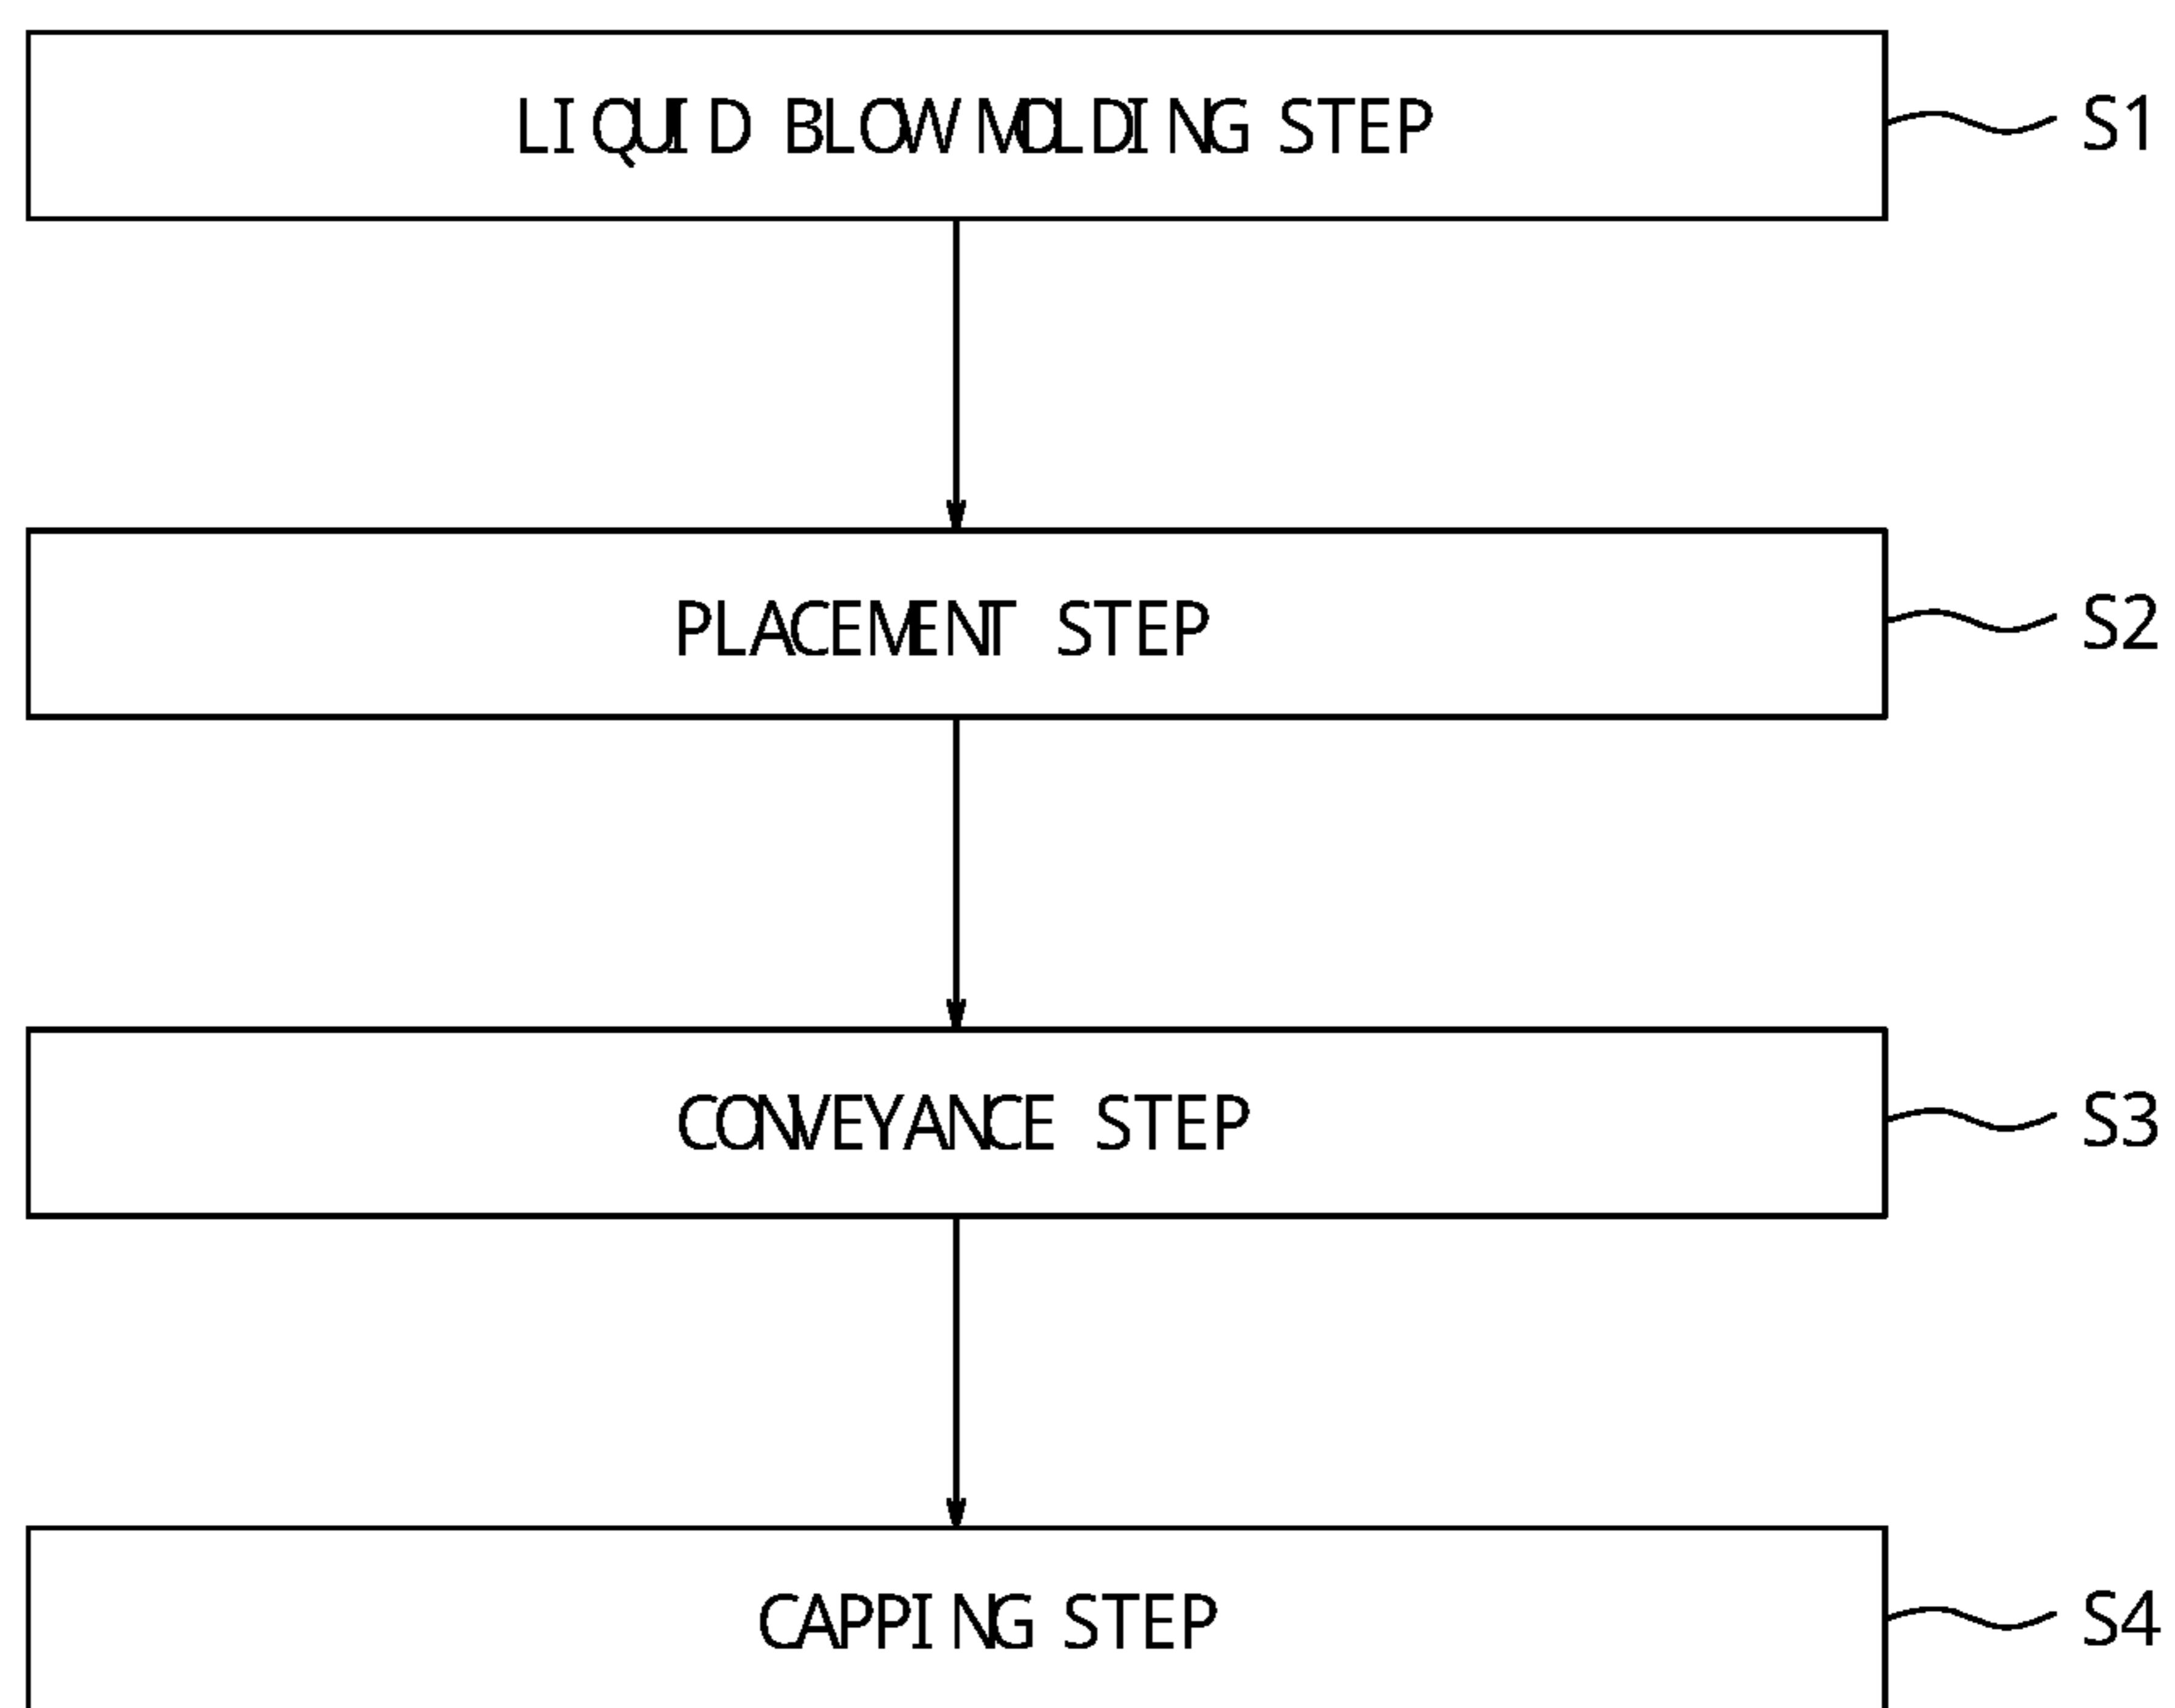 LIQUID BLOW MOLDING STEP S1
PLACEMENT STEP S2
CONVEYANCE STEP S3
CAPPING STEP S4